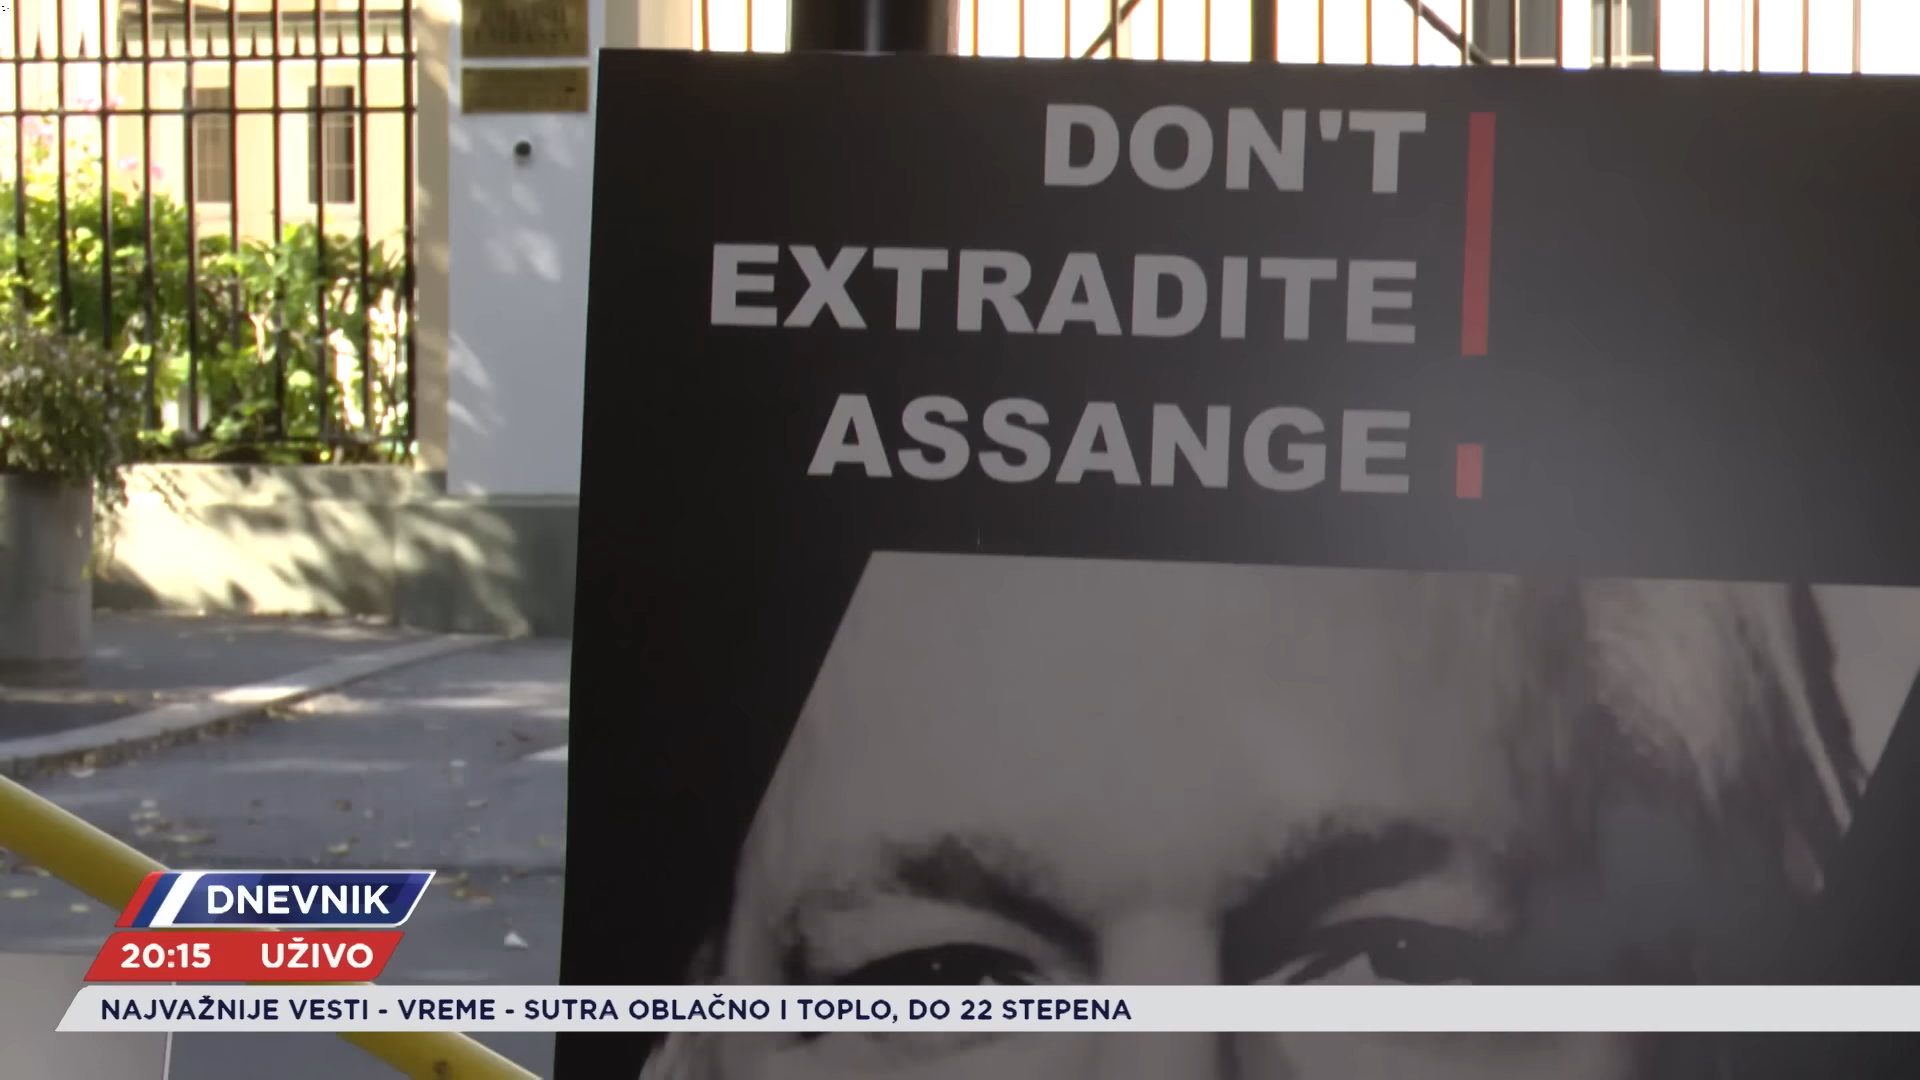 DON'T
EXTRADITE
ASSANGE
DNEVNIK
20:15 UŽIVO
NAJVAŽNIJE VESTI - VREME - SUTRA OBLAČNO I TOPLO, DO 22 STEPENA